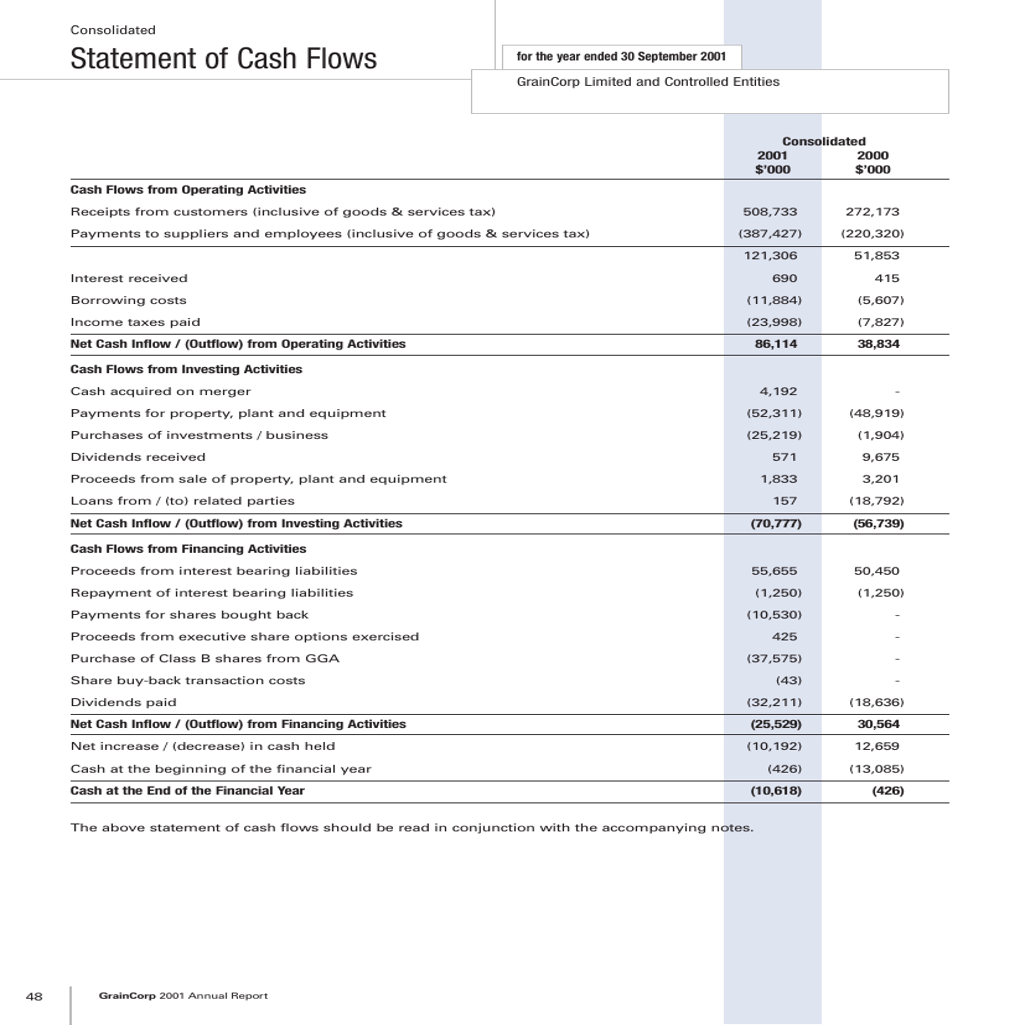 Consolidated
Statement of Cash Flows
for the year ended 30 September 2001
GrainCorp Limited and Controlled Entities
Consolidated
2001 2000
$'000 $'000
Cash Flows from Operating Activities
Receipts from customers (inclusive of goods & services tax) 508,733 272,173
Payments to suppliers and employees (inclusive of goods & services tax) (387,427) (220,320)
121,306 51,853
Interest received 690 415
Borrowing costs (11,884) (5,607)
Income taxes paid (23,998) (7,827)
Net Cash Inflow / (Outflow) from Operating Activities 86,114 38,834
Cash Flows from Investing Activities
Cash acquired on merger 4,192 -
Payments for property, plant and equipment (52,311) (48,919)
Purchases of investments / business (25,219) (1,904)
Dividends received 571 9,675
Proceeds from sale of property, plant and equipment 1,833 3,201
Loans from / (to) related parties 157 (18,792)
Net Cash Inflow / (Outflow) from Investing Activities (70,777) (56,739)
Cash Flows from Financing Activities
Proceeds from interest bearing liabilities 55,655 50,450
Repayment of interest bearing liabilities (1,250) (1,250)
Payments for shares bought back (10,530) -
Proceeds from executive share options exercised 425 -
Purchase of Class B shares from GGA (37,575) -
Share buy-back transaction costs (43) -
Dividends paid (32,211) (18,636)
Net Cash Inflow / (Outflow) from Financing Activities (25,529) 30,564
Net increase / (decrease) in cash held (10,192) 12,659
Cash at the beginning of the financial year (426) (13,085)
Cash at the End of the Financial Year (10,618) (426)
The above statement of cash flows should be read in conjunction with the accompanying notes.
48 GrainCorp 2001 Annual Report